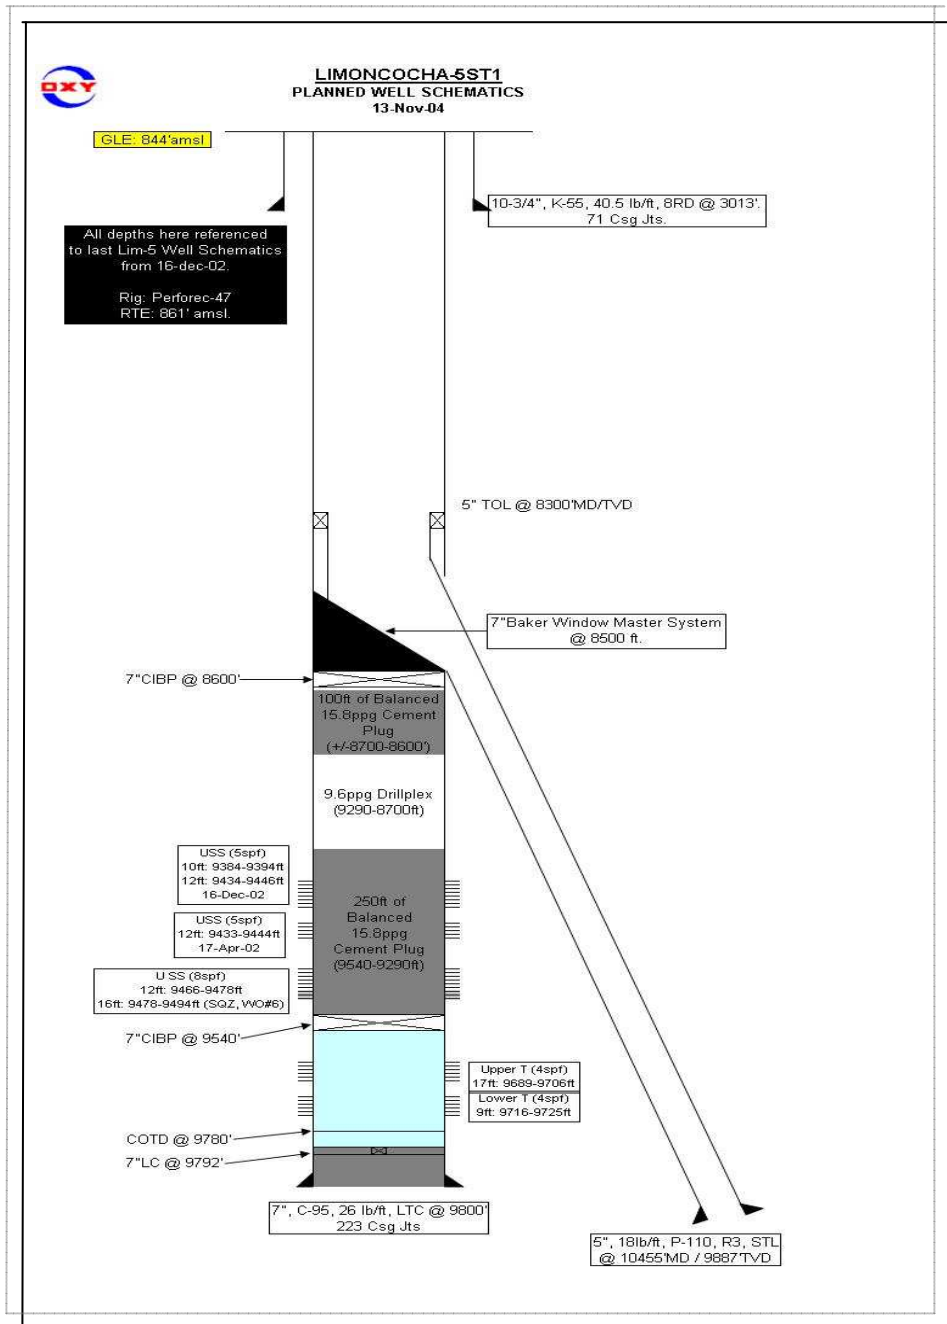 OXY
LIMONCOCHA-5ST1
PLANNED WELL SCHEMATICS
13-Nov-04
GLE: 844'amsl
10-3/4", K-55, 40.5 lb/ft, 8RD @ 3013'.
71 Csg Jts.
All depths here referenced
to last Lim-5 Well Schematics
from 16-dec-02.
Rig: Perforec-47
RTE: 861' amsl.
5" TOL @ 8300'MD/TVD
7"Baker Window Master System
@ 8500 ft.
7"CIBP @ 8600'
100ft of Balanced
15.8ppg Cement
Plug
(+/-8700-8600')
9.6ppg Drillplex
(9290-8700ft)
USS (5spf)
10ft: 9384-9394ft
12ft: 9434-9446ft
16-Dec-02
USS (5spf)
12ft: 9433-9444ft
17-Apr-02
250ft of
Balanced
15.8ppg
Cement Plug
(9540-9290ft)
U SS (8spf)
12ft: 9466-9478ft
16ft: 9478-9494ft (SQZ, WO#6)
7"CIBP @ 9540'
Upper T (4spf)
17ft: 9689-9706ft
Lower T (4spf)
9ft: 9716-9725ft
COTD @ 9780'
7"LC @ 9792'
7", C-95, 26 lb/ft, LTC @ 9800'
223 Csg Jts
5", 18lb/ft, P-110, R3, STL
@ 10455'MD / 9887'TVD